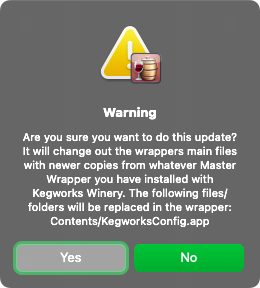 Warning
Are you sure you want to do this update?
It will change out the wrappers main files
with newer copies from whatever Master
Wrapper you have installed with
Kegworks Winery. The following files/
folders will be replaced in the wrapper:
Contents/KegworksConfig.app
Yes
No